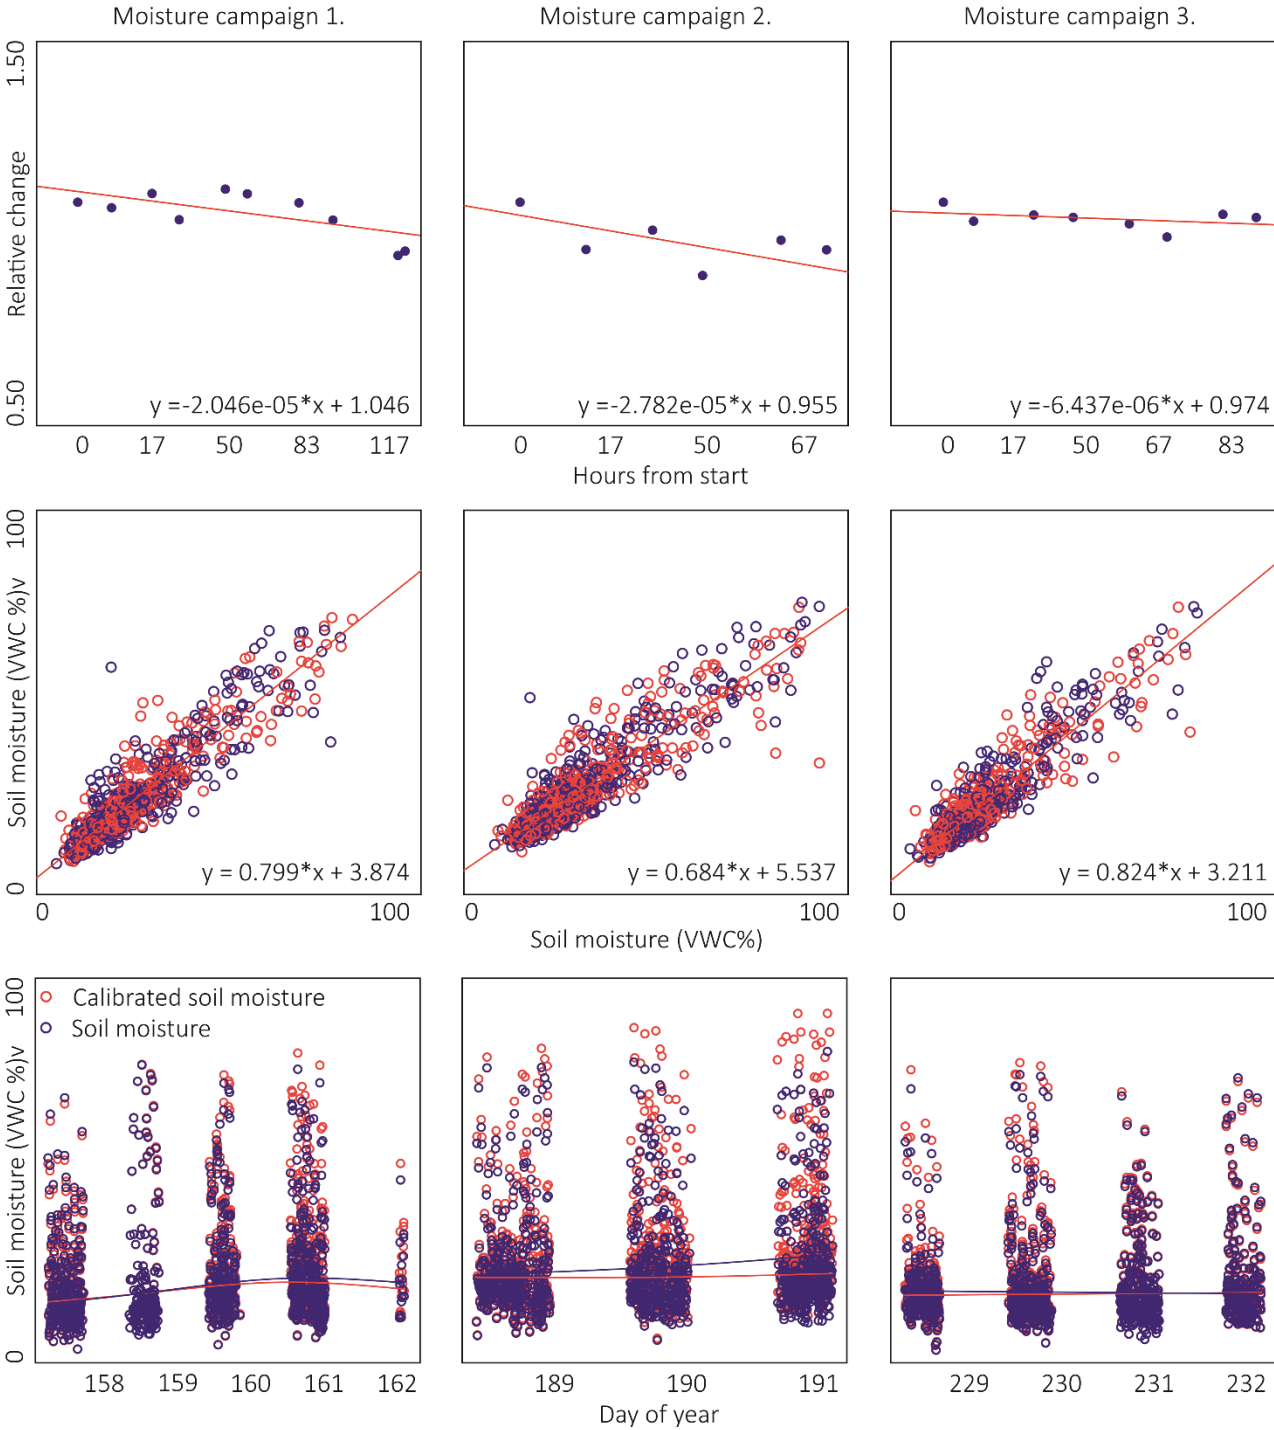 Moisture campaign 1.
Moisture campaign 2.
Moisture campaign 3.
1.50
Relative change
0.50
y =-2.046e-05*x + 1.046
y =-2.782e-05*x + 0.955
y =-6.437e-06*x + 0.974
0 17 50 83 117
0 17 50 67
0 17 50 67 83
Hours from start
100
Soil moisture (VWC %)v
0
y = 0.799*x + 3.874
y = 0.684*x + 5.537
y = 0.824*x + 3.211
0 100
0 100
0 100
Soil moisture (VWC%)
100
Soil moisture (VWC %)v
0
Calibrated soil moisture
Soil moisture
158 159 160 161 162
189 190 191
229 230 231 232
Day of year